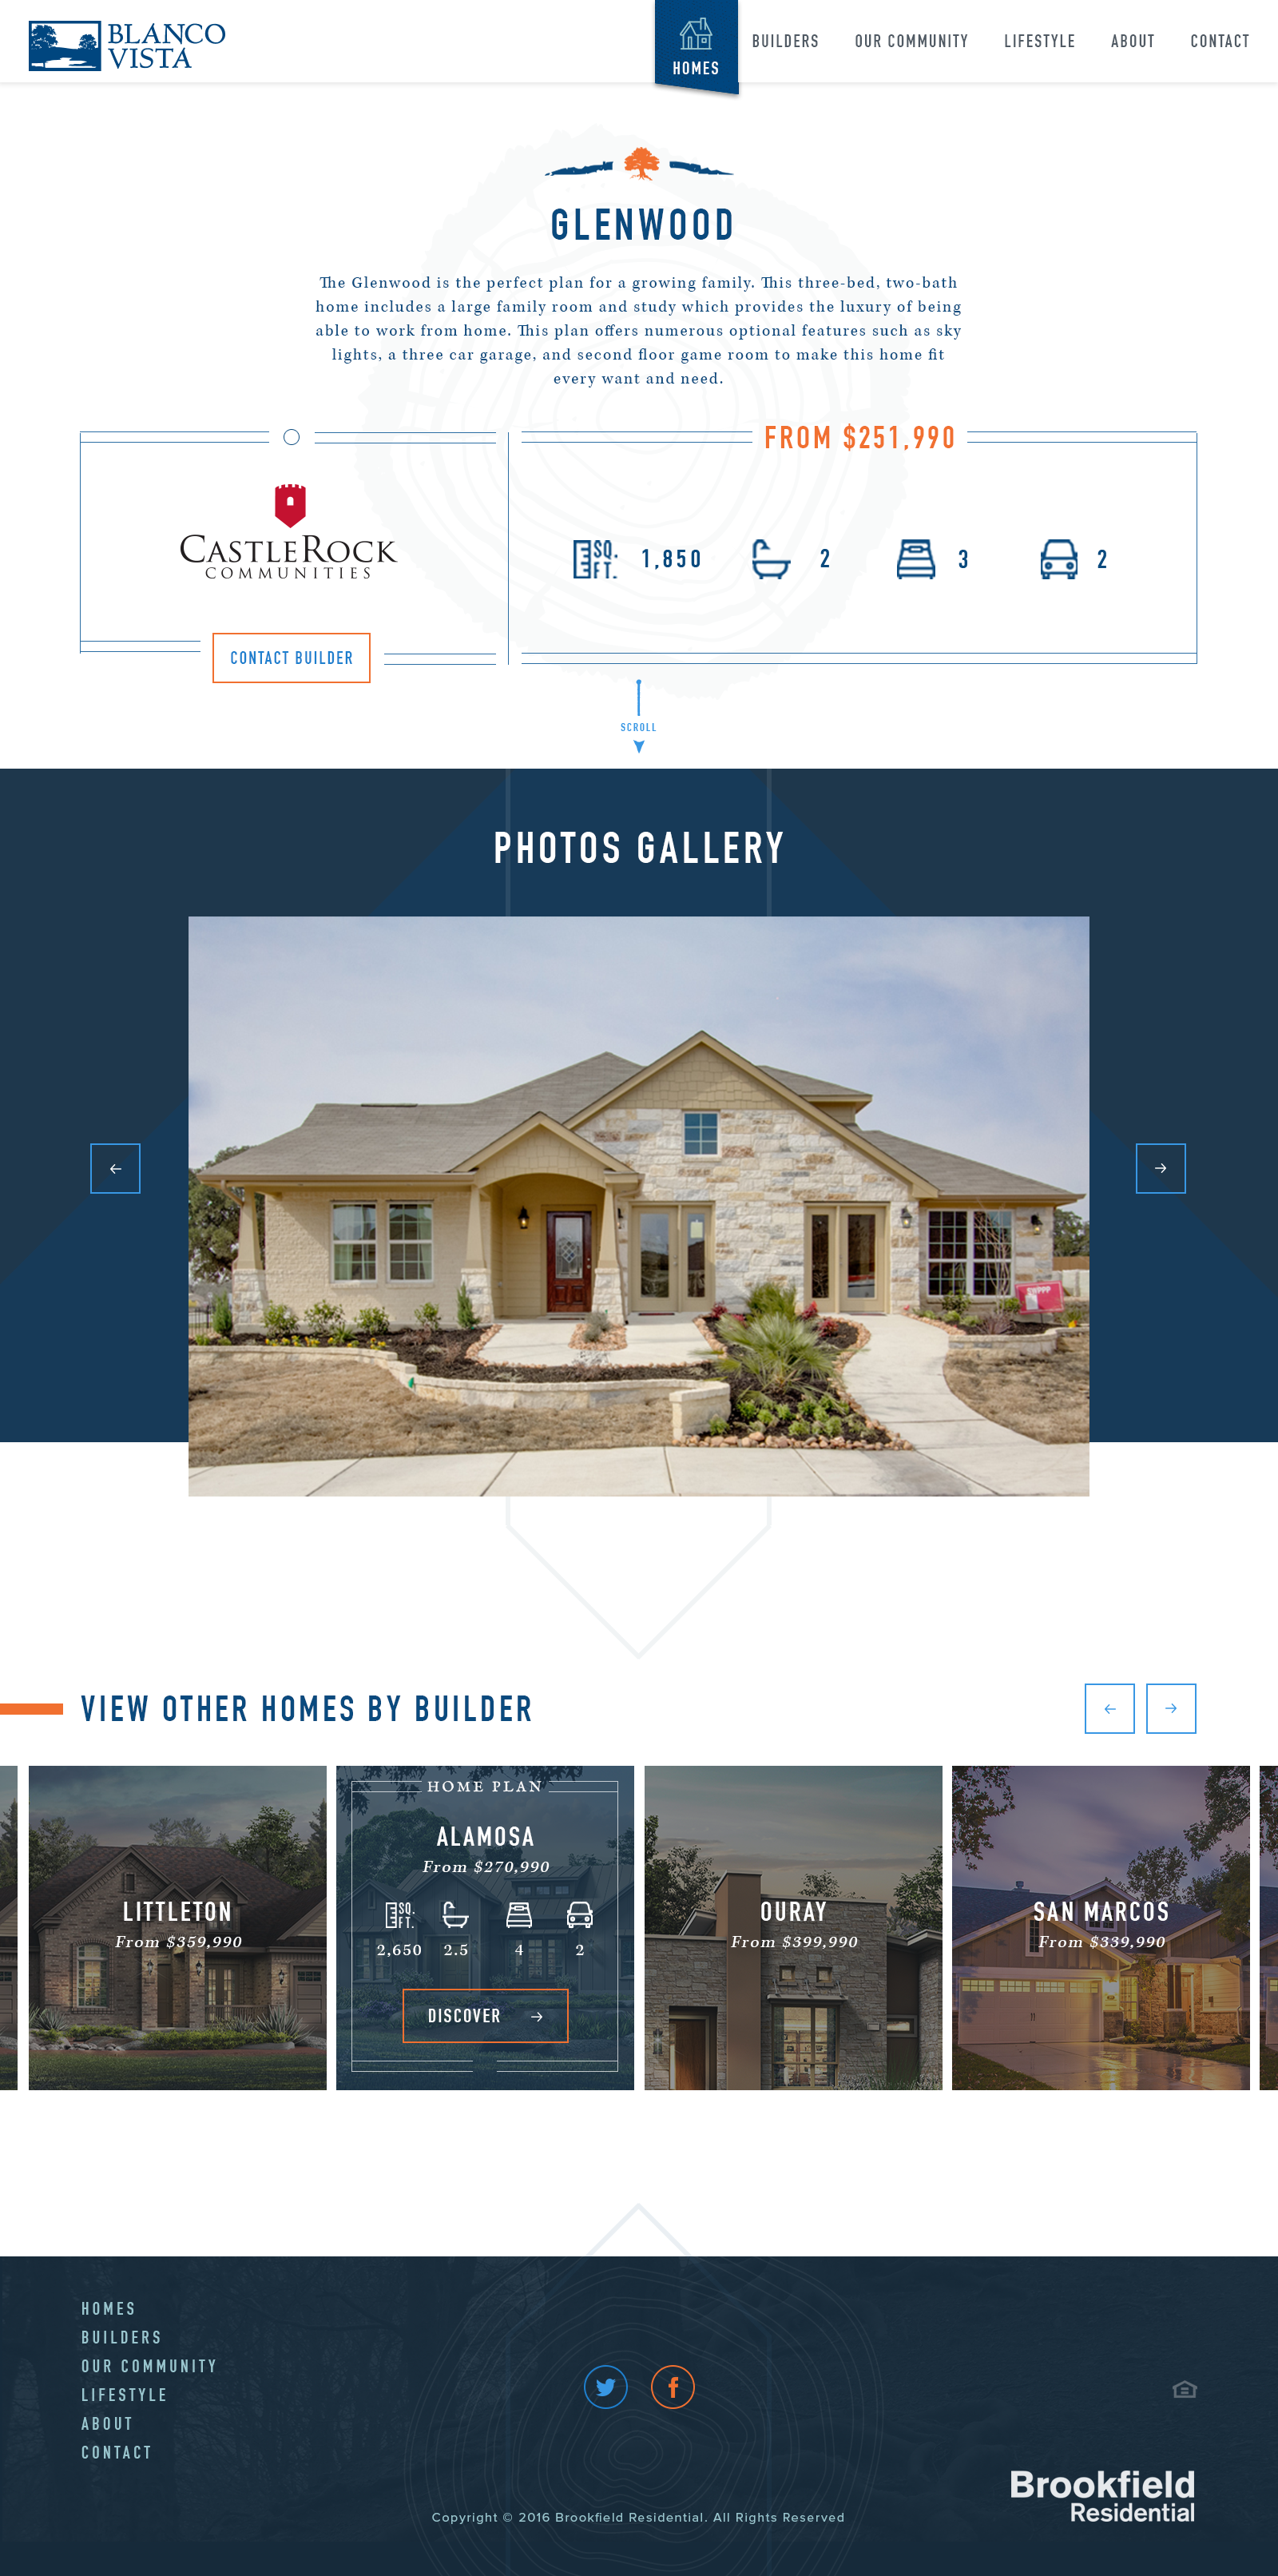 BLANCO
VISTA
HOMES
BUILDERS
OUR COMMUNITY
LIFESTYLE
ABOUT
CONTACT
GLENWOOD
The Glenwood is the perfect plan for a growing family. This three-bed, two-bath
home includes a large family room and study which provides the luxury of being
able to work from home. This plan offers numerous optional features such as sky
lights, a three car garage, and second floor game room to make this home fit
every want and need.
FROM $251,990
CASTLEROCK
COMMUNITIES
SQ.
FT.
1,850
2
3
2
CONTACT BUILDER
SCROLL
PHOTOS GALLERY
VIEW OTHER HOMES BY BUILDER
LITTLETON
From $359,990
HOME PLAN
ALAMOSA
From $270,990
SQ.
FT.
2,650
2.5
4
2
DISCOVER
OURAY
From $399,990
SAN MARCOS
From $339,990
HOMES
BUILDERS
OUR COMMUNITY
LIFESTYLE
ABOUT
CONTACT
Copyright © 2016 Brookfield Residential. All Rights Reserved
Brookfield
Residential